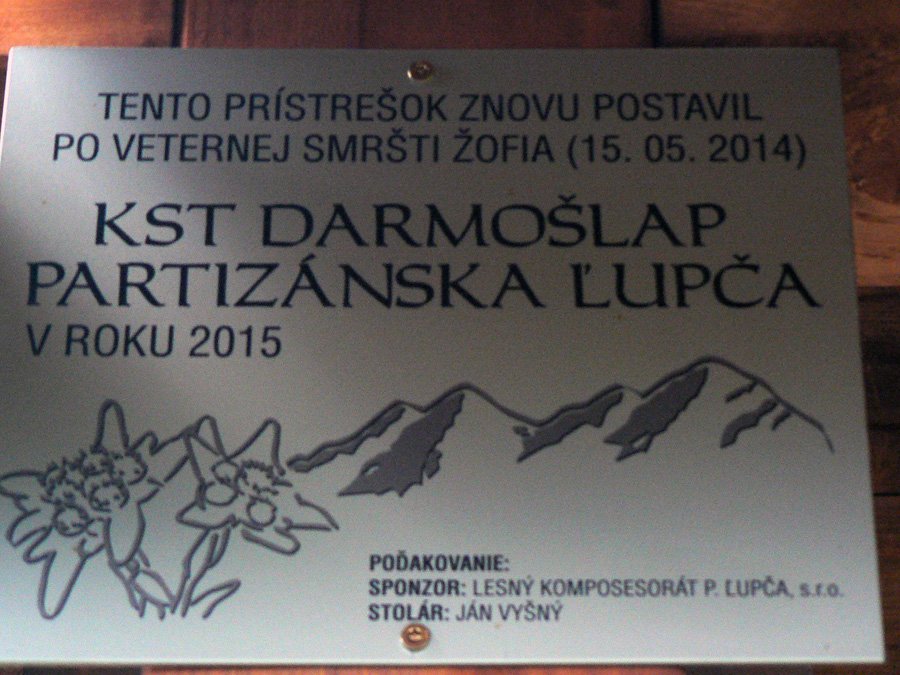 TENTO PRÍSTREŠOK ZNOVU POSTAVIL
PO VETERNEJ SMRŠTI ŽOFIA (15. 05. 2014)
KST DARMOŠLAP
PARTIZÁNSKA ĽUPČA
V ROKU 2015
POĎAKOVANIE:
SPONZOR: LESNÝ KOMPOSESORÁT P. ĽUPČA, s.r.o.
STOLÁR: JÁN VYŠNÝ